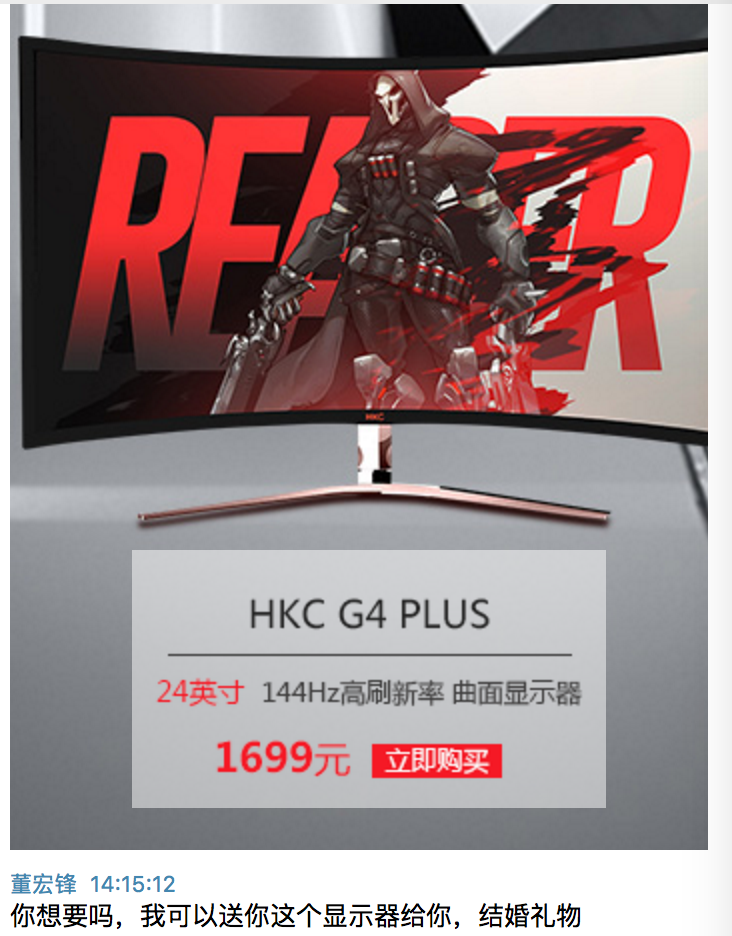 REAPER
HKC
HKC G4 PLUS
24英寸 144Hz高刷新率 曲面显示器
1699元 立即购买
董宏锋 14:15:12
你想要吗，我可以送你这个显示器给你，结婚礼物